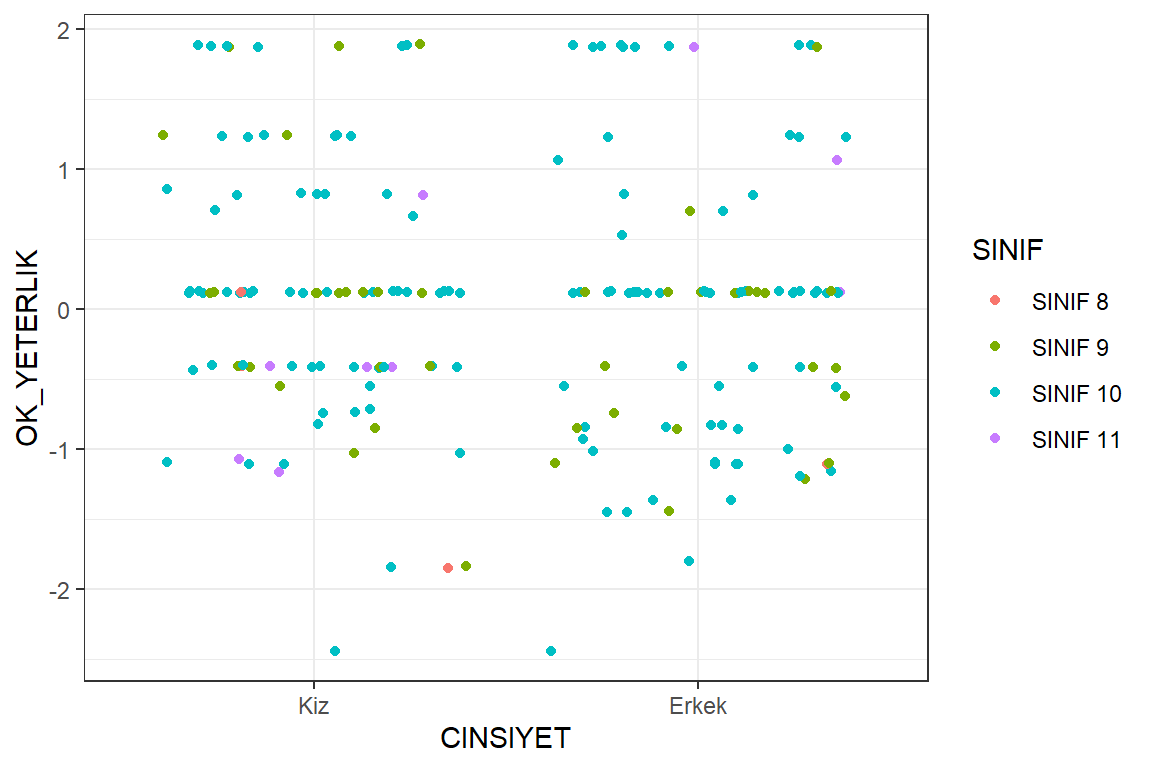 OK_YETERLIK
2
1
0
-1
-2
Kiz
Erkek
CINSIYET
SINIF
SINIF 8
SINIF 9
SINIF 10
SINIF 11